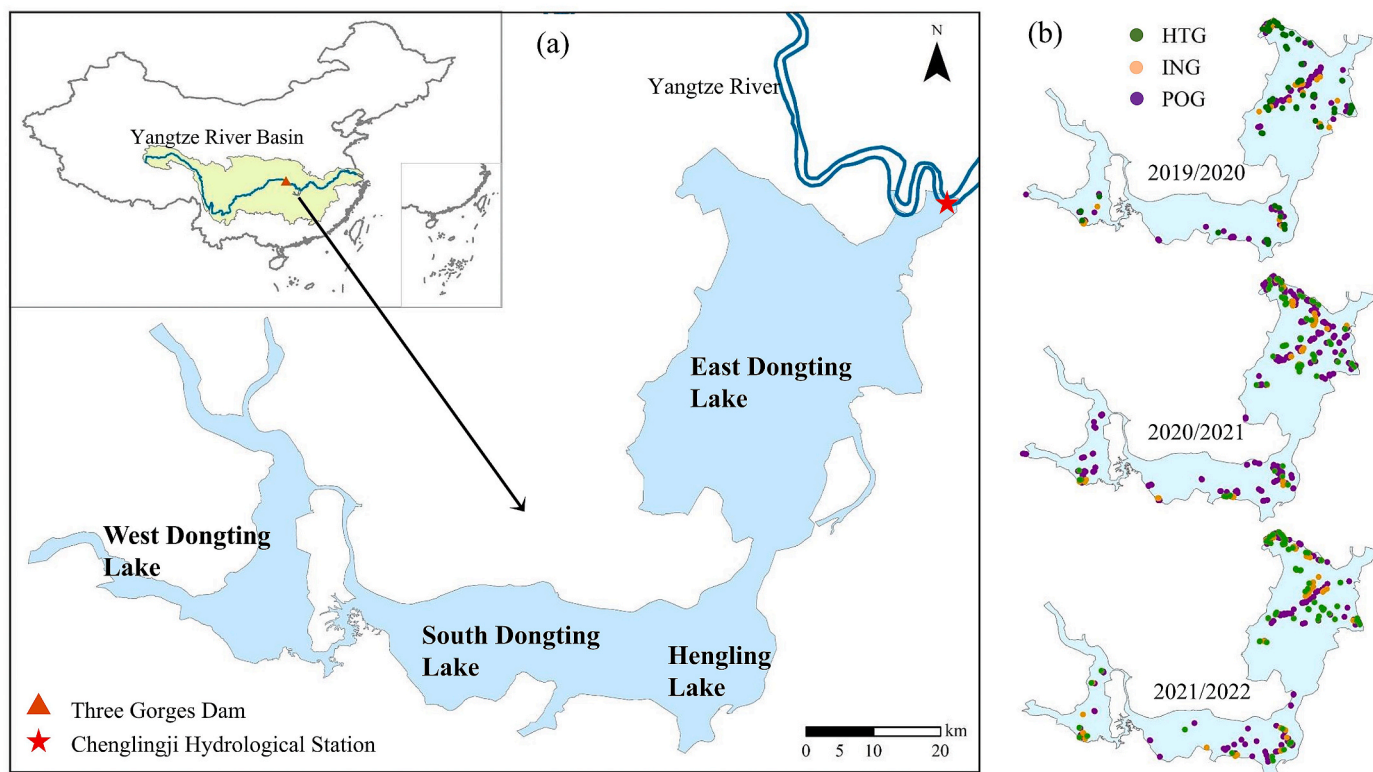 (a)
N
Yangtze River
Yangtze River Basin
East Dongting
Lake
West Dongting
Lake
South Dongting
Lake
Hengling
Lake
Three Gorges Dam
Chenglingji Hydrological Station
km
0
10
20
(b)
HTG
ING
POG
2019/2020
2020/2021
2021/2022